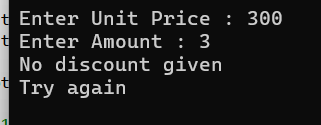 Enter Unit Price : 300
Enter Amount : 3
No discount given
Try again